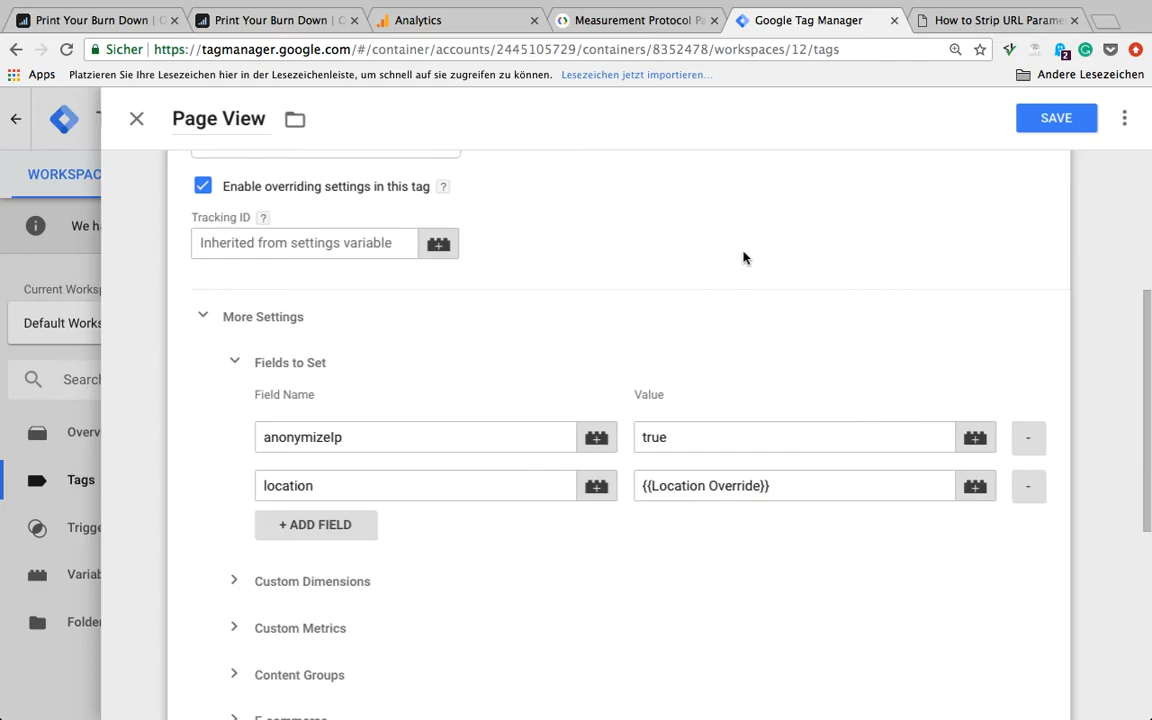 Print Your Burn Down | C
Print Your Burn Down | C
Analytics
Measurement Protocol Pa
Google Tag Manager
How to Strip URL Parame
Sicher
https://tagmanager.google.com/#/container/accounts/2445105729/containers/8352478/workspaces/12/tags
2
Apps
Platzieren Sie Ihre Lesezeichen hier in der Lesezeichenleiste, um schnell auf sie zugreifen zu können.
Lesezeichen jetzt importieren...
Andere Lesezeichen
Page View
SAVE
WORKSPAC
Enable overriding settings in this tag ?
We ha
Tracking ID ?
Inherited from settings variable
Current Worksp
Default Works
More Settings
Fields to Set
Search
Field Name
Value
Overv
anonymizeIp
true
Tags
location
{{Location Override}}
Trigge
+ ADD FIELD
Variab
Custom Dimensions
Folder
Custom Metrics
Content Groups
E-commerce